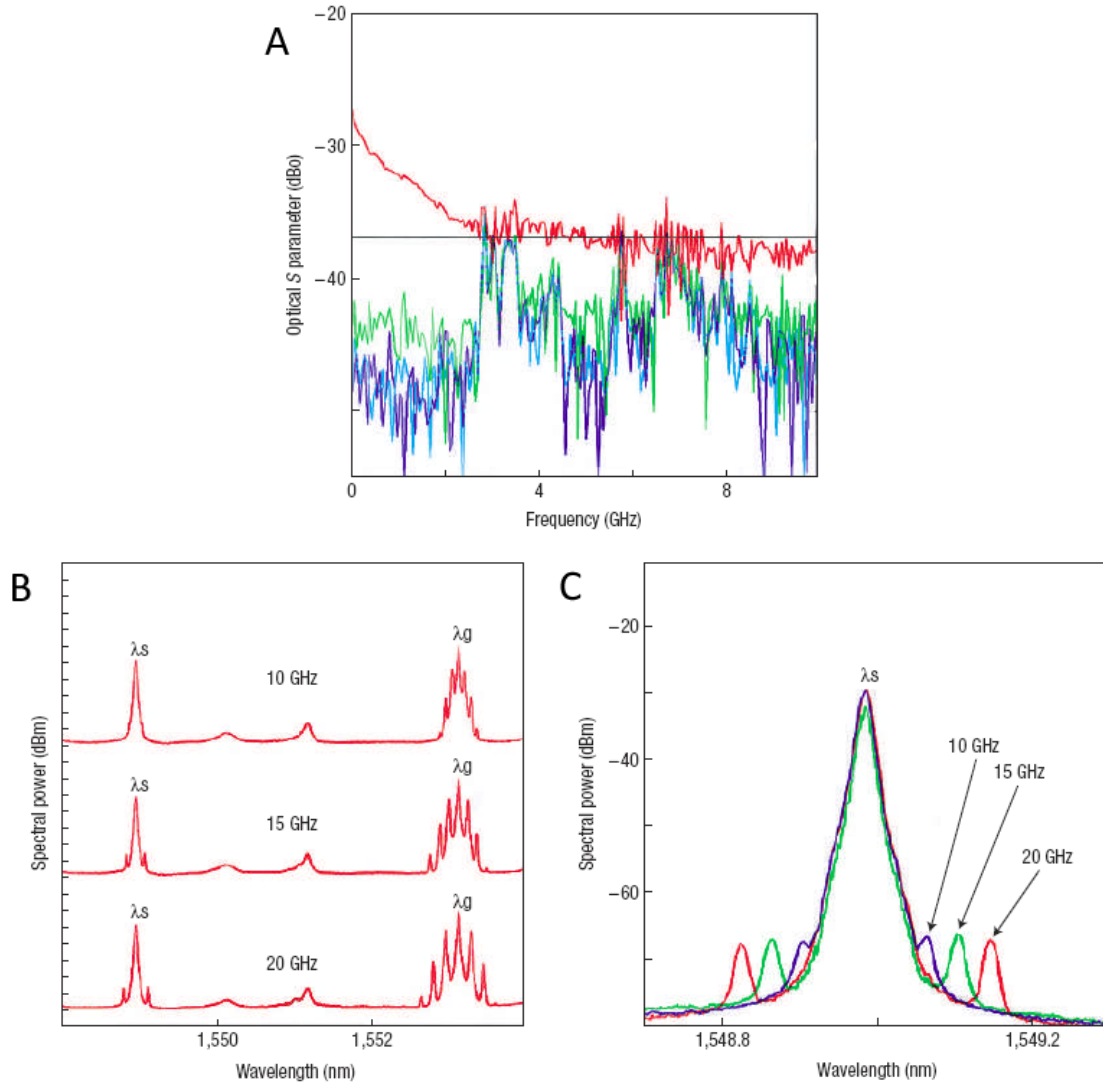 A
−20
−30
−40
Optical S parameter (dBo)
0
4
8
Frequency (GHz)
B
λs
10 GHz
λg
λs
15 GHz
λg
λs
20 GHz
λg
Spectral power (dBm)
1,550
1,552
Wavelength (nm)
C
−20
−40
−60
Spectral power (dBm)
λs
10 GHz
15 GHz
20 GHz
1,548.8
1,549.2
Wavelength (nm)